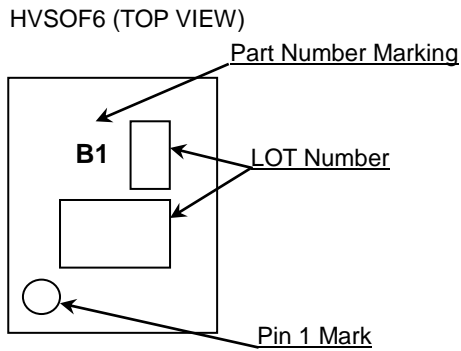 HVSOF6 (TOP VIEW)
Part Number Marking
B1
LOT Number
Pin 1 Mark